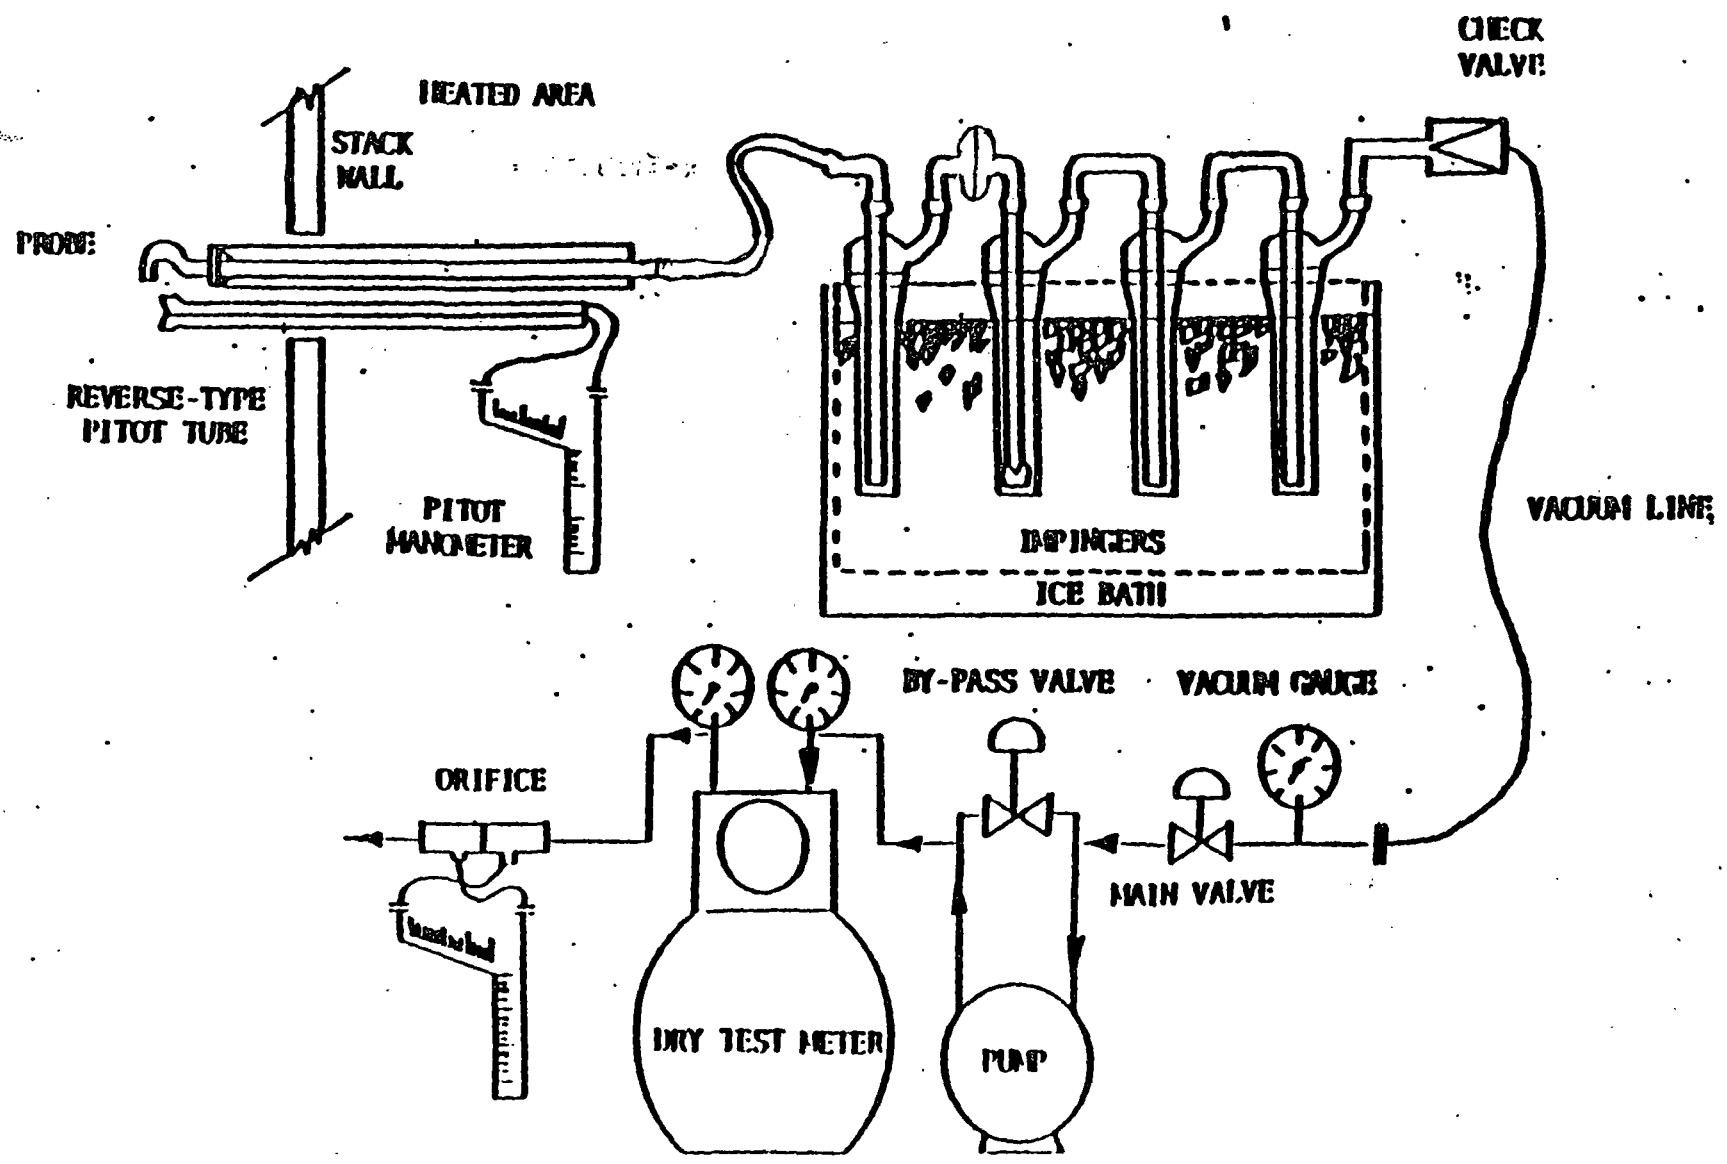 CHECK
VALVE
HEATED AREA
STACK
WALL
PROBE
REVERSE-TYPE
PITOT TUBE
PITOT
MANOMETER
VACUUM LINE
IMPINGERS
ICE BATH
BY-PASS VALVE
VACUUM GAUGE
ORIFICE
MAIN VALVE
DRY TEST METER
PUMP